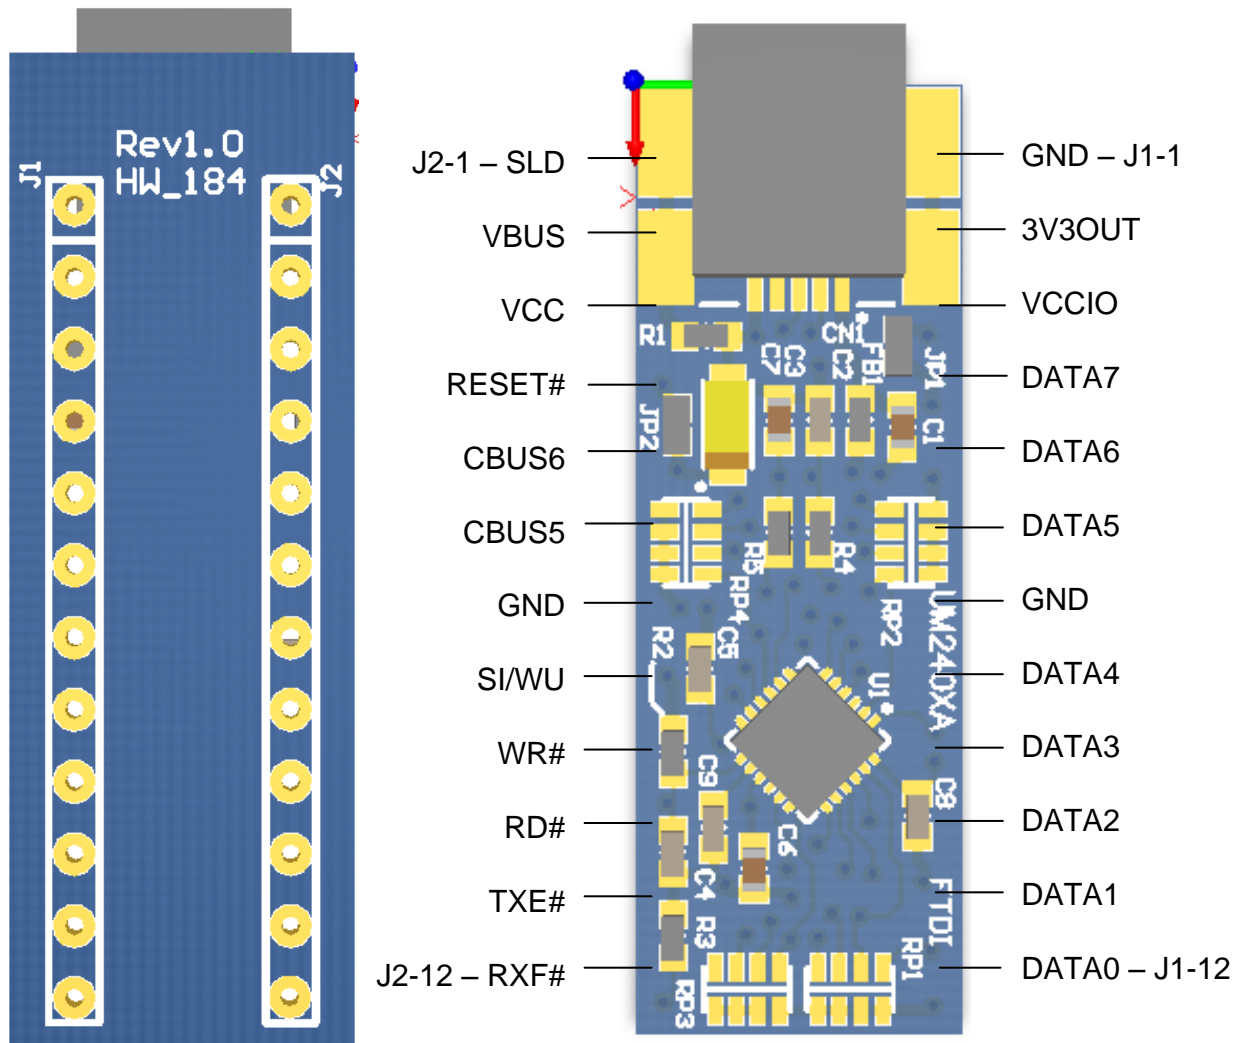 Rev1.0
HW_184
J1
J2
J2-1 – SLD
VBUS
VCC
RESET#
CBUS6
CBUS5
GND
SI/WU
WR#
RD#
TXE#
J2-12 – RXF#
GND – J1-1
3V3OUT
VCCIO
DATA7
DATA6
DATA5
GND
DATA4
DATA3
DATA2
DATA1
DATA0 – J1-12
R1
CN1
C7
C3
C2
FB1
JP1
JP2
C1
R5
R4
RP4
RP2
R2
C5
U1
UM240XA
C9
C8
C6
C4
R3
FTDI
RP1
RP3